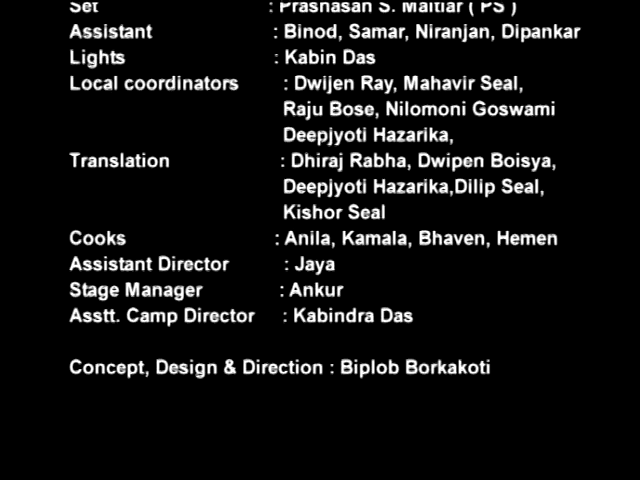 Set : Prashasan S. Maitlar ( PS )
Assistant : Binod, Samar, Niranjan, Dipankar
Lights : Kabin Das
Local coordinators : Dwijen Ray, Mahavir Seal,
Raju Bose, Nilomoni Goswami
Deepjyoti Hazarika,
Translation : Dhiraj Rabha, Dwipen Boisya,
Deepjyoti Hazarika,Dilip Seal,
Kishor Seal
Cooks : Anila, Kamala, Bhaven, Hemen
Assistant Director : Jaya
Stage Manager : Ankur
Asstt. Camp Director : Kabindra Das
Concept, Design & Direction : Biplob Borkakoti